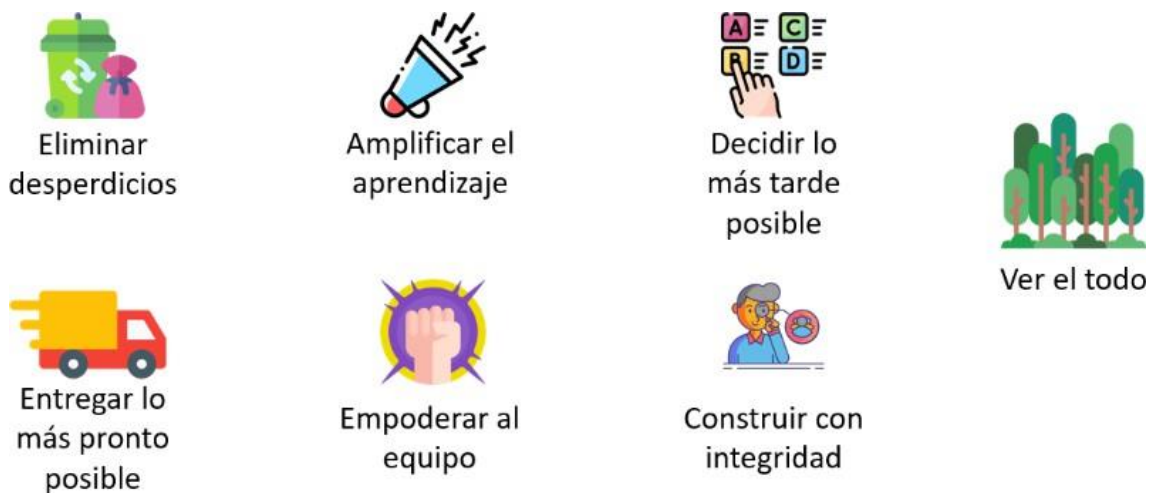 A
C
B
D
Eliminar
desperdicios
Amplificar el
aprendizaje
Decidir lo
más tarde
posible
Ver el todo
Entregar lo
más pronto
posible
Empoderar al
equipo
Construir con
integridad